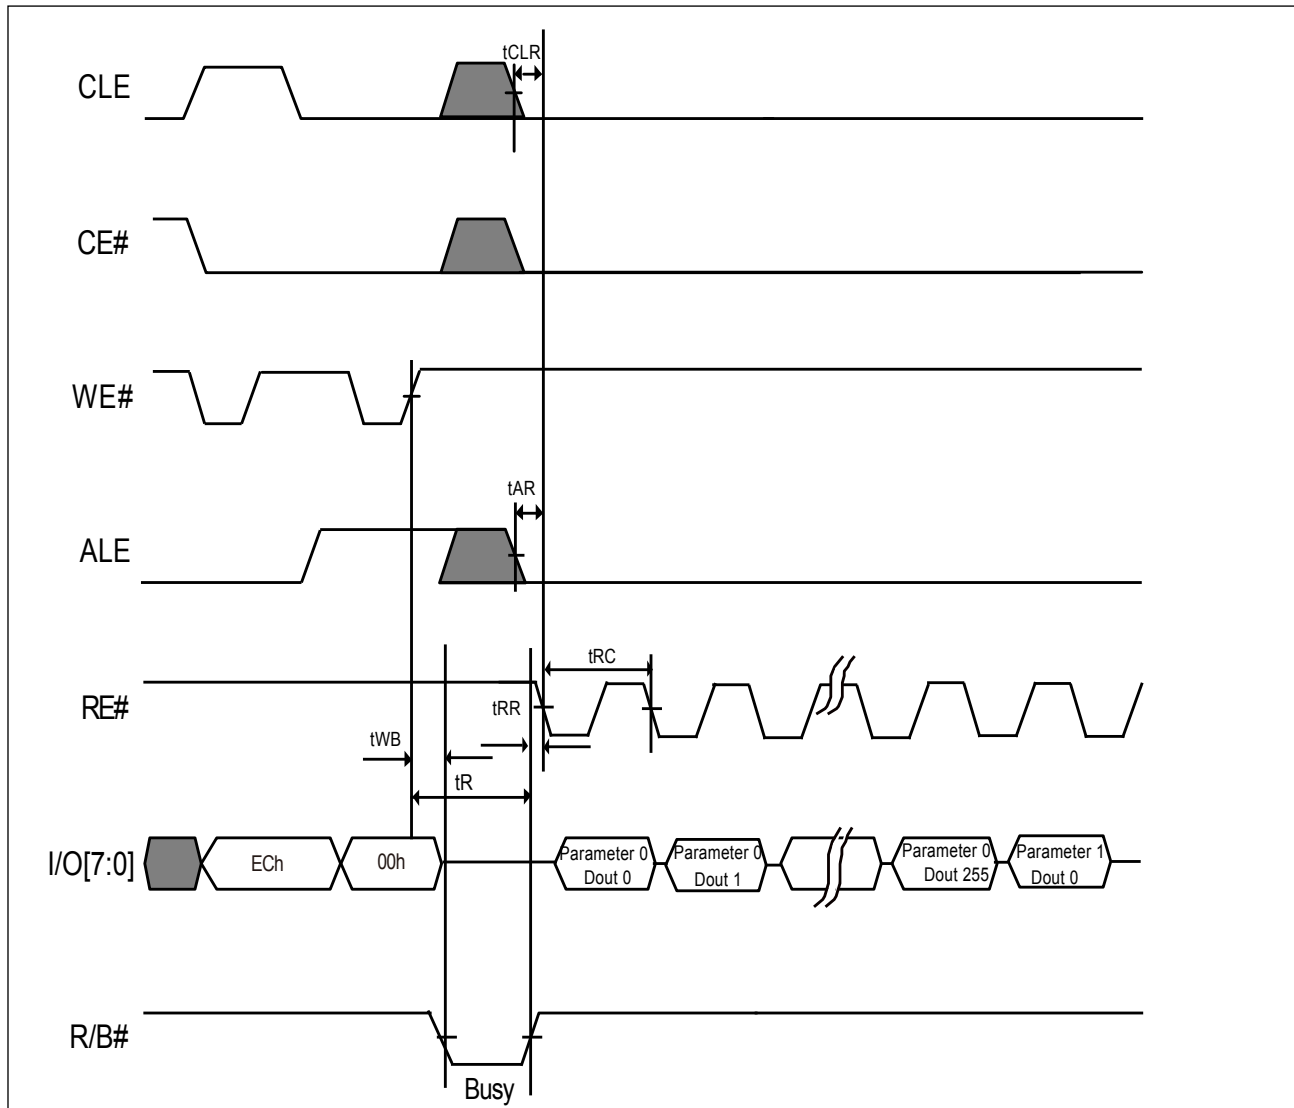 tCLR
CLE
CE#
WE#
tAR
ALE
tRC
RE#
tRR
tWB
tR
I/O[7:0]
ECh
00h
Parameter 0
Dout 0
Parameter 0
Dout 1
Parameter 0
Dout 255
Parameter 1
Dout 0
R/B#
Busy